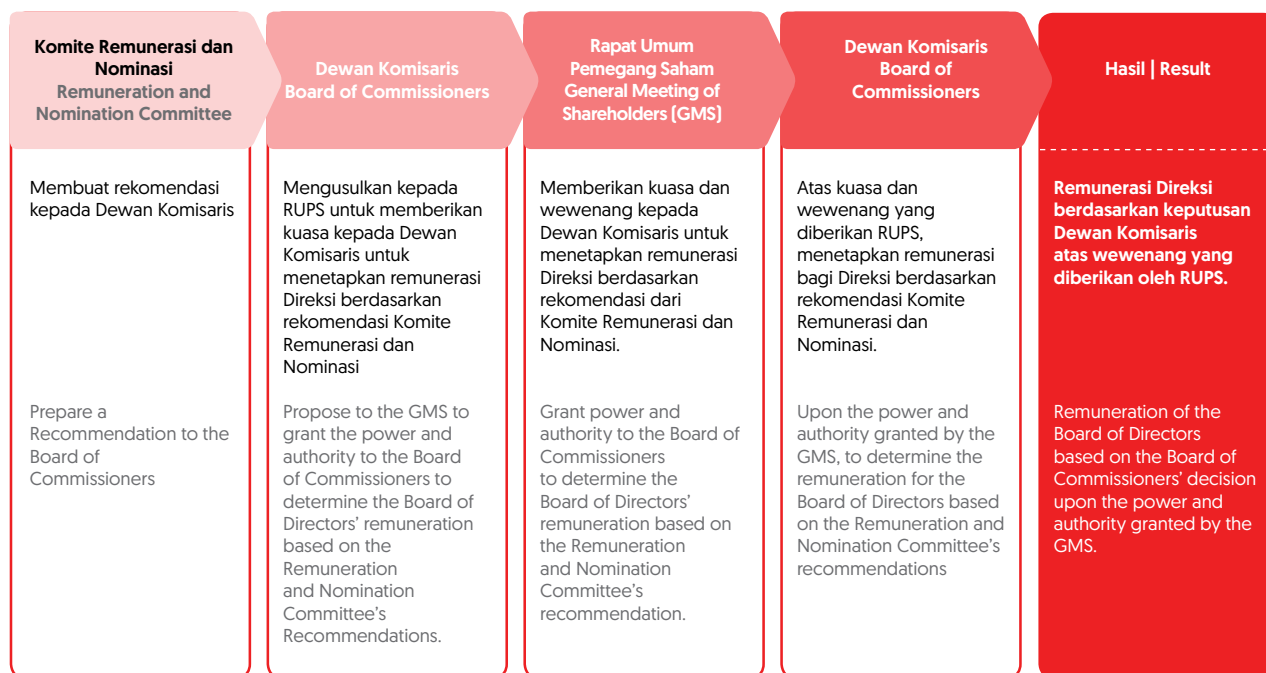 Komite Remunerasi dan
Nominasi
Remuneration and
Nomination Committee
Membuat rekomendasi
kepada Dewan Komisaris
Prepare a
Recommendation to the
Board of
Commissioners
Dewan Komisaris
Board of Commissioners
Mengusulkan kepada
RUPS untuk memberikan
kuasa kepada Dewan
Komisaris untuk
menetapkan remunerasi
Direksi berdasarkan
rekomendasi Komite
Remunerasi dan
Nominasi
Propose to the GMS to
grant the power and
authority to the Board
of Commissioners to
determine the Board of
Directors’ remuneration
based on the
Remuneration
and Nomination
Committee’s
Recommendations.
Rapat Umum
Pemegang Saham
General Meeting of
Shareholders (GMS)
Memberikan kuasa dan
wewenang kepada
Dewan Komisaris untuk
menetapkan remunerasi
Direksi berdasarkan
rekomendasi dari
Komite Remunerasi dan
Nominasi.
Grant power and
authority to the Board of
Commissioners
to determine the
Board of Directors’
remuneration based on
the Remuneration
and Nomination
Committee’s
recommendation.
Dewan Komisaris
Board of
Commissioners
Atas kuasa dan
wewenang yang
diberikan RUPS,
menetapkan remunerasi
bagi Direksi berdasarkan
rekomendasi Komite
Remunerasi dan
Nominasi.
Upon the power and
authority granted by the
GMS, to determine the
remuneration for the
Board of Directors based
on the Remuneration and
Nomination Committee’s
recommendations
Hasil | Result
Remunerasi Direksi
berdasarkan keputusan
Dewan Komisaris
atas wewenang yang
diberikan oleh RUPS.
Remuneration of the
Board of Directors
based on the Board of
Commissioners’ decision
upon the power and
authority granted by the
GMS.